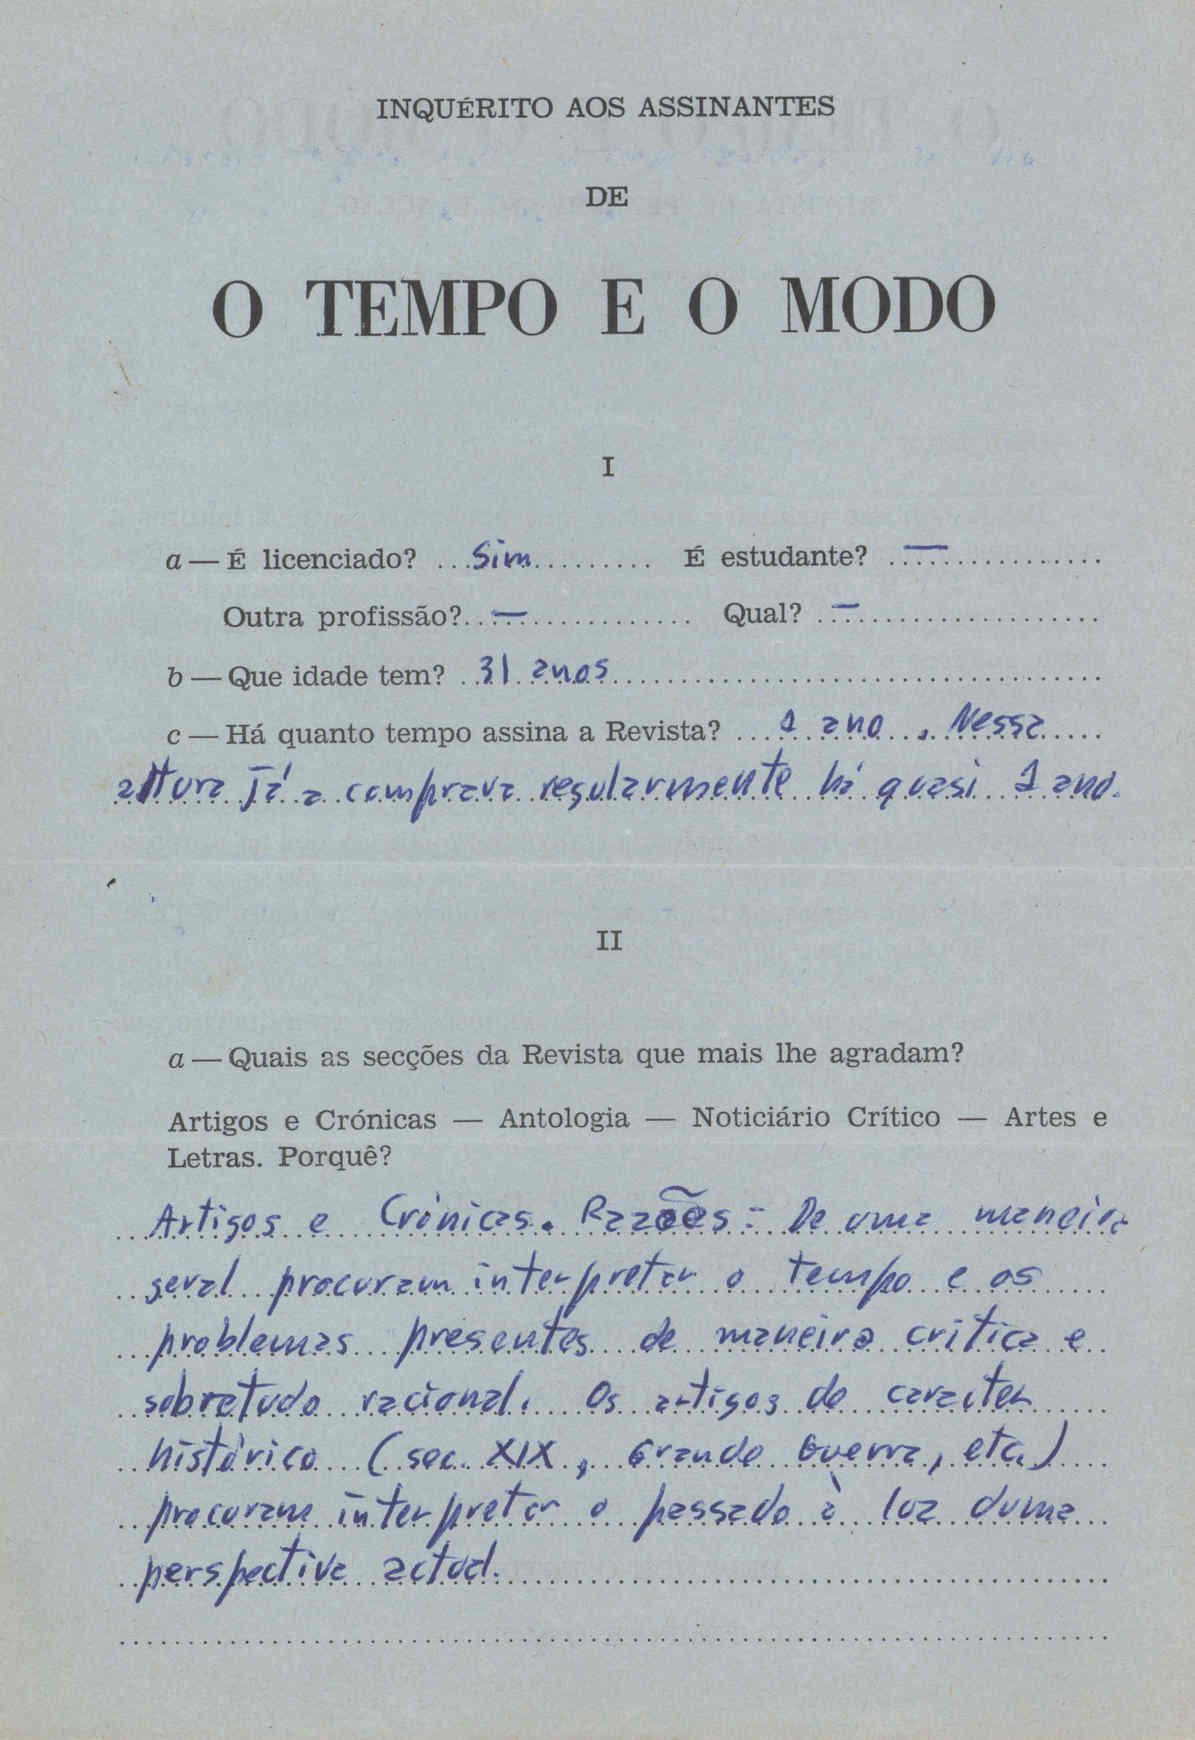 INQUÉRITO AOS ASSINANTES
DE
O TEMPO E O MODO
I
a — É licenciado? ... Sim ......... É estudante? . — ...............
Outra profissão? .. — .............. Qual? . — ...................
b — Que idade tem? .. 31 anos ..................................
c — Há quanto tempo assina a Revista? ... 1 ano . Nessa ....
altura já a comprava regularmente há quasi 1 ano.
II
a — Quais as secções da Revista que mais lhe agradam?
Artigos e Crónicas — Antologia — Noticiário Crítico — Artes e
Letras. Porquê?
Artigos e Crónicas. Razões: De uma maneira
geral procuram interpretar o tempo e os
problemas presentes de maneira critica e
sobretudo racional. Os artigos de caracter
histórico (sec. XIX, Grande Guerra, etc.)
procuram interpretar o passado à luz duma
perspectiva actual.